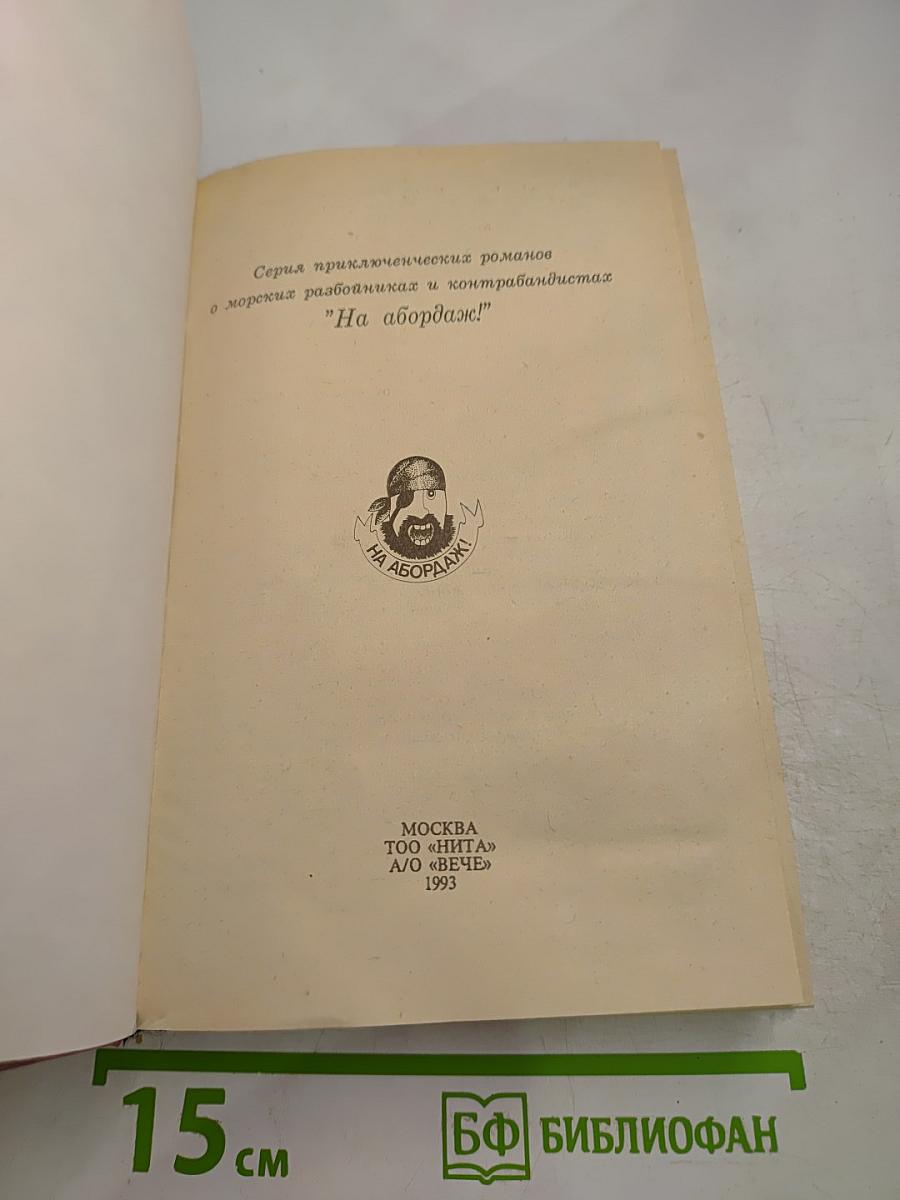 Серия приключенческих романов
о морских разбойниках и контрабандистах
"На абордаж!"
НА АБОРДАЖ!
МОСКВА
ТОО «НИТА»
А/О «ВЕЧЕ»
1993
15 см
БФ БИБЛИОФАН